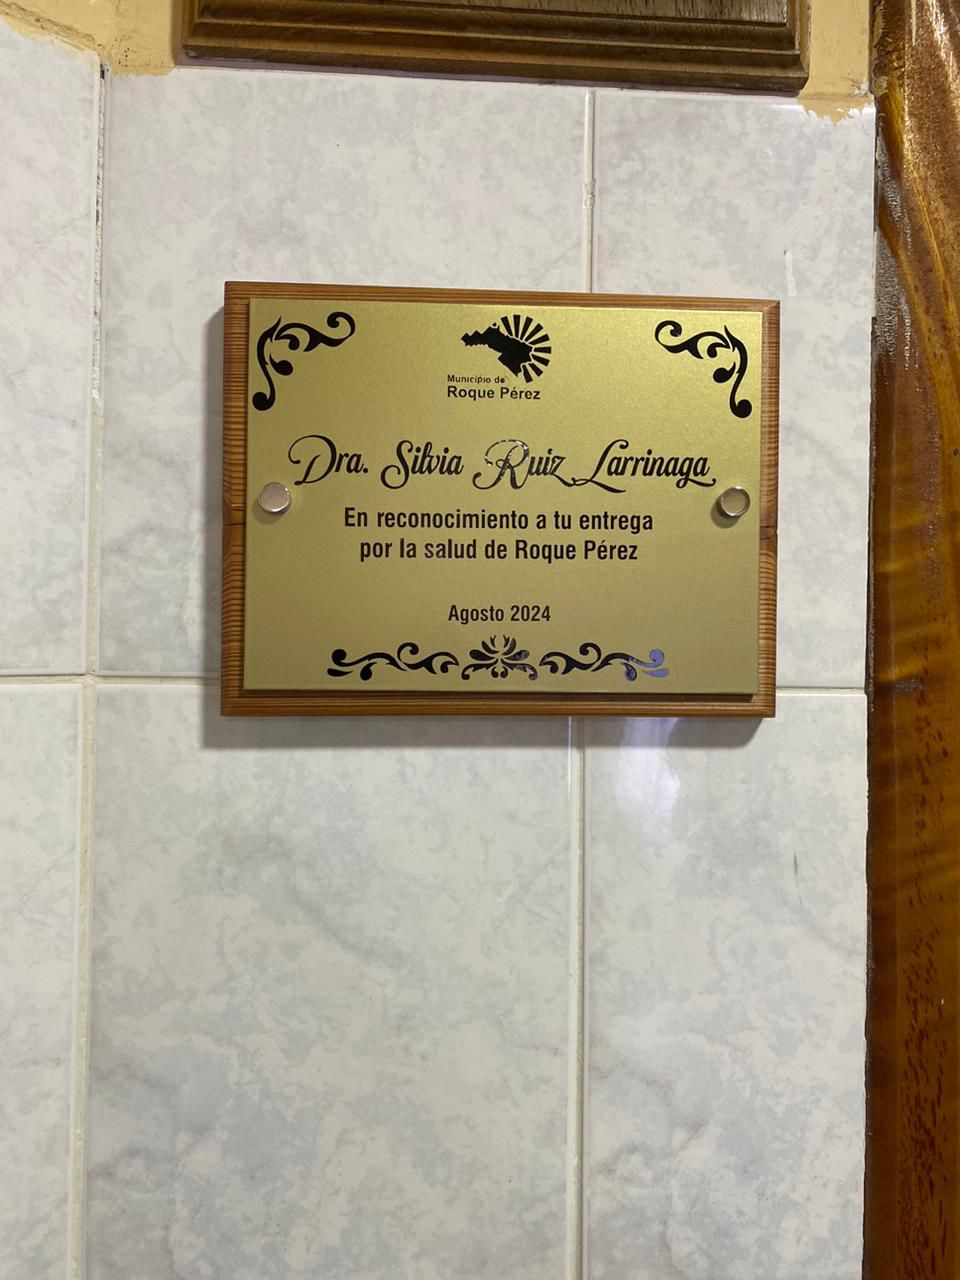 Municipio de
Roque Pérez
Dra. Silvia Ruiz Larrinaga
En reconocimiento a tu entrega
por la salud de Roque Pérez
Agosto 2024